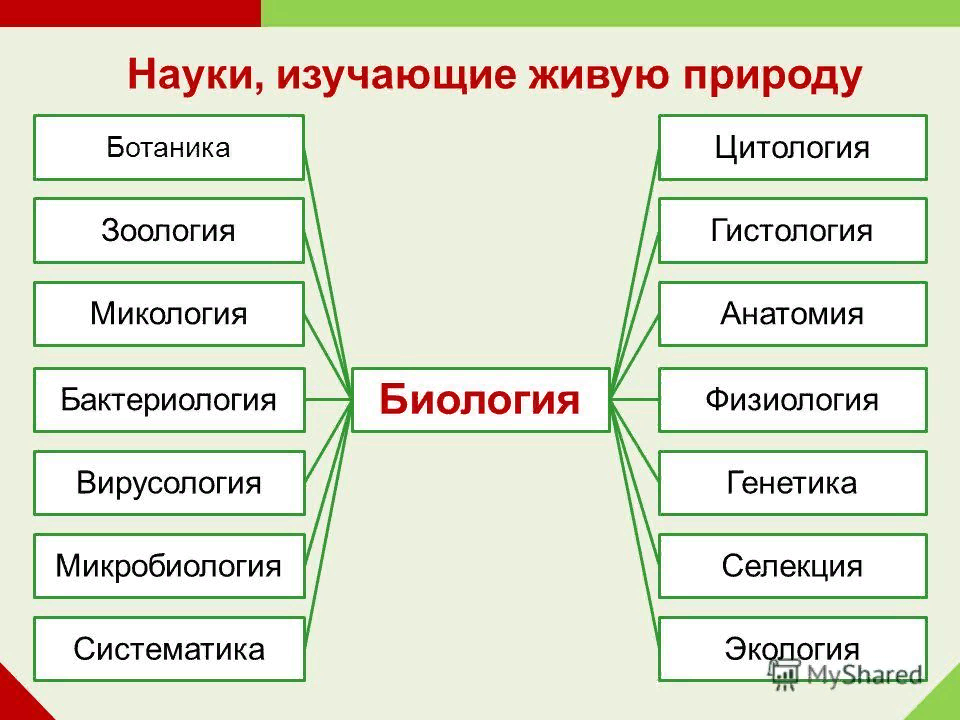 Науки, изучающие живую природу
Ботаника
Зоология
Микология
Бактериология
Вирусология
Микробиология
Систематика
Биология
Цитология
Гистология
Анатомия
Физиология
Генетика
Селекция
Экология
MyShared